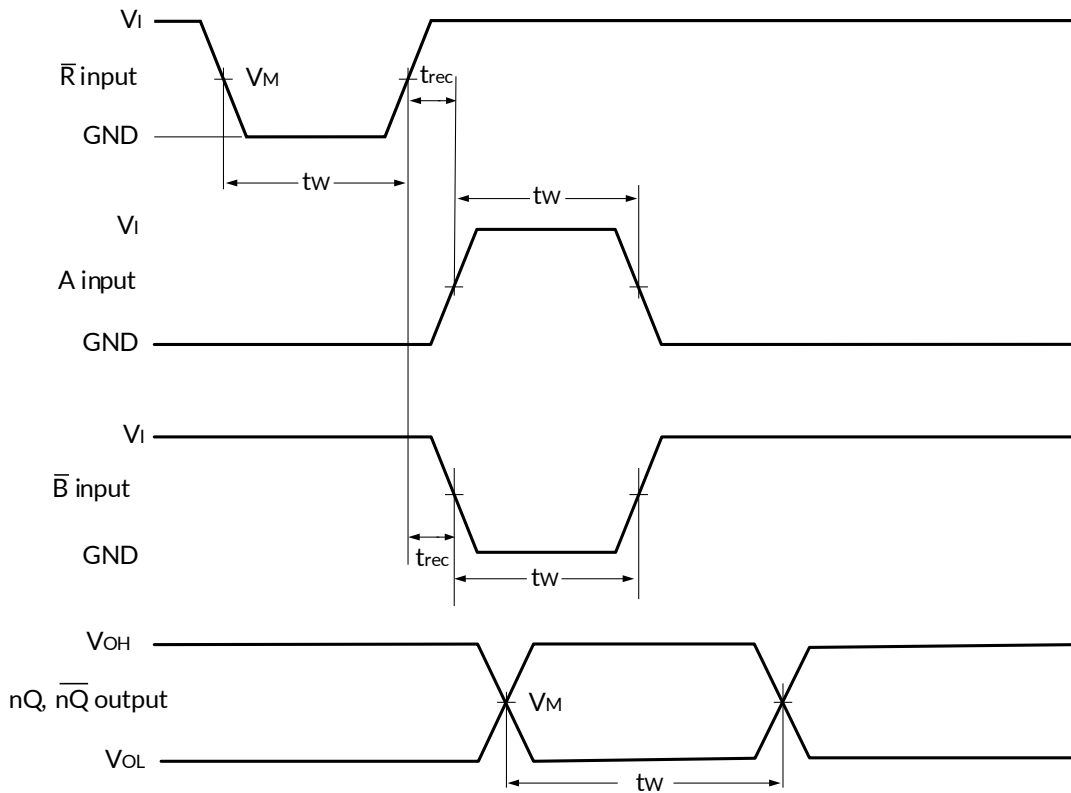 VI
R̅ input
VM
trec
GND
tw
tw
VI
A input
GND
VI
B̅ input
GND
trec
tw
VOH
nQ, n̅Q̅ output
VM
VOL
tw